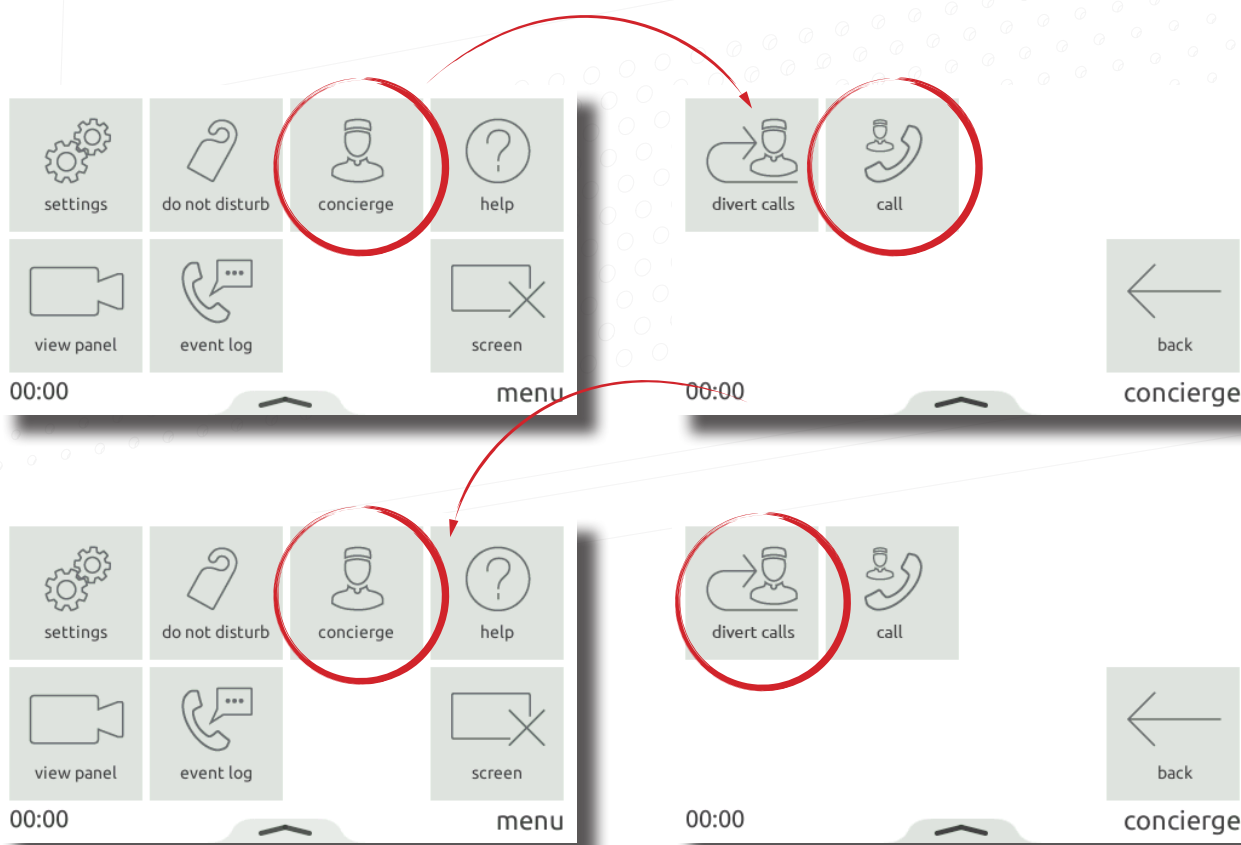 settings
do not disturb
concierge
help
view panel
event log
screen
00:00
menu
divert calls
call
back
00:00
concierge
settings
do not disturb
concierge
help
view panel
event log
screen
00:00
menu
divert calls
call
back
00:00
concierge